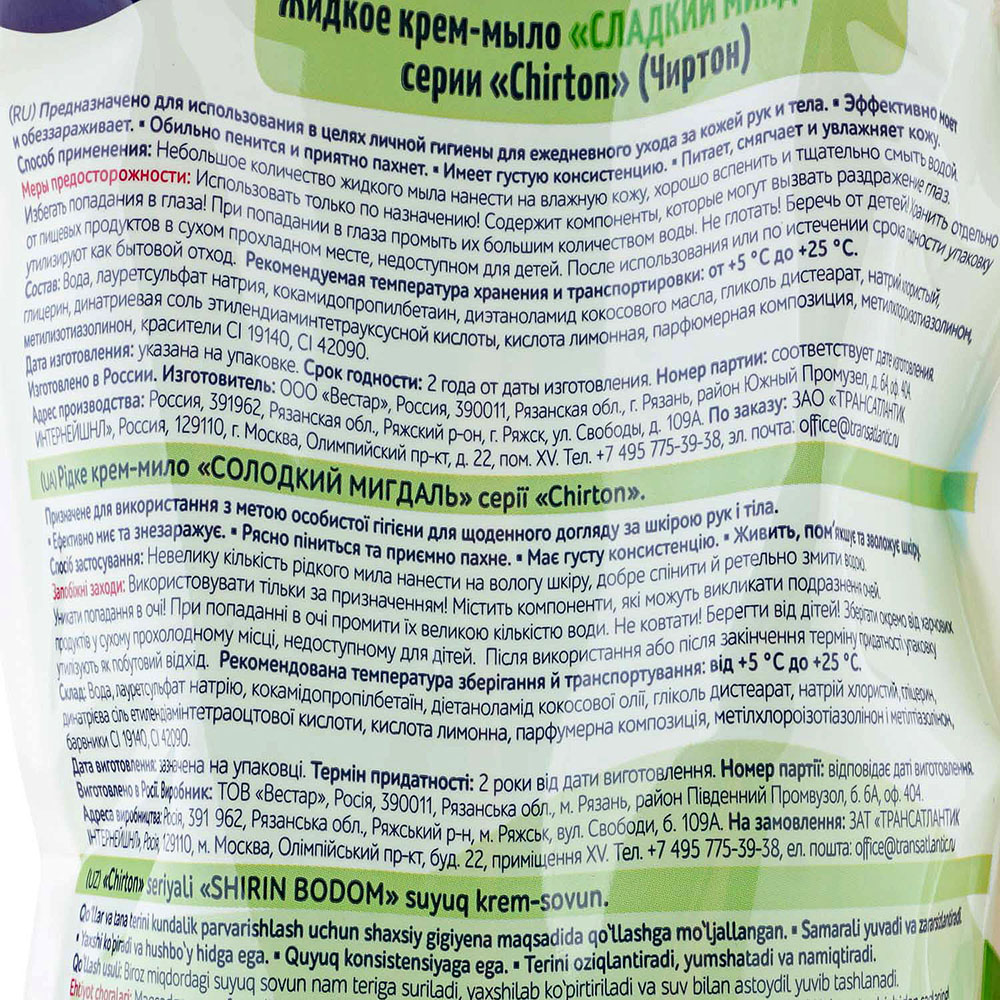 Жидкое крем-мыло «СЛАДКИЙ
серии «Chirton» (Чиртон)
(RU) Предназначено для использования в целях личной гигиены для ежедневного ухода за кожей рук и тела. ▪ Эффективно моет
и обеззараживает. ▪ Обильно пенится и приятно пахнет. ▪ Имеет густую консистенцию. ▪ Питает, смягчает и увлажняет кожу.
Способ применения: Небольшое количество жидкого мыла нанести на влажную кожу, хорошо вспенить и тщательно смыть водой.
Меры предосторожности: Использовать только по назначению! Содержит компоненты, которые могут вызвать раздражение глаз.
Избегать попадания в глаза! При попадании в глаза промыть их большим количеством воды. Не глотать! Беречь от детей! Хранить отдельно
от пищевых продуктов в сухом прохладном месте, недоступном для детей. После использования или по истечении срока годности упаковку
утилизируют как бытовой отход. Рекомендуемая температура хранения и транспортировки: от +5 °С до +25 °С.
Состав: Вода, лауретсульфат натрия, кокамидопропилбетаин, диэтаноламид кокосового масла, гликоль дистеарат, натрий хлористый,
глицерин, динатриевая соль этилендиаминтетрауксусной кислоты, кислота лимонная, парфюмерная композиция, метилхлороизотиазолинон,
метилизотиазолинон, красители CI 19140, CI 42090.
Дата изготовления: указана на упаковке. Срок годности: 2 года от даты изготовления. Номер партии: соответствует дате изготовления.
Изготовлено в России. Изготовитель: ООО «Вестар», Россия, 390011, Рязанская обл., г. Рязань, район Южный Промузел, д. 6А, оф. 404.
Адрес производства: Россия, 391962, Рязанская обл., Ряжский р-он, г. Ряжск, ул. Свободы, д. 109А. По заказу: ЗАО «ТРАНСАТЛАНТИК
ИНТЕРНЕЙШНЛ», Россия, 129110, г. Москва, Олимпийский пр-кт, д. 22, пом. XV. Тел. +7 495 775-39-38, эл. почта: office@transatlantic.ru
(UA) Рідке крем-мило «СОЛОДКИЙ МИГДАЛЬ» серії «Chirton».
Призначене для використання з метою особистої гігієни для щоденного догляду за шкірою рук і тіла.
▪ Ефективно миє та знезаражує. ▪ Рясно піниться та приємно пахне. ▪ Має густу консистенцію. ▪ Живить, пом'якшує та зволожує шкіру.
Спосіб застосування: Невелику кількість рідкого мила нанести на вологу шкіру, добре спінити й ретельно змити водою.
Запобіжні заходи: Використовувати тільки за призначенням! Містить компоненти, які можуть викликати подразнення очей.
Уникати попадання в очі! При попаданні в очі промити їх великою кількістю води. Не ковтати! Берегти від дітей! Зберігати окремо від харчових
продуктів у сухому прохолодному місці, недоступному для дітей. Після використання або після закінчення терміну придатності упаковку
утилізують як побутовий відхід. Рекомендована температура зберігання й транспортування: від +5 °С до +25 °С.
Склад: Вода, лауретсульфат натрію, кокамідопропілбетаїн, діетаноламід кокосової олії, гліколь дистеарат, натрій хлористий, гліцерин,
динатрієва сіль етилендіамінтетраоцтової кислоти, кислота лимонна, парфумерна композиція, метілхлороізотіазолінон і метілтіазолінон,
барвники CI 19140, CI 42090.
Дата виготовлення: зазначена на упаковці. Термін придатності: 2 роки від дати виготовлення. Номер партії: відповідає даті виготовлення.
Виготовлено в Росії. Виробник: ТОВ «Вестар», Росія, 390011, Рязанська обл., м. Рязань, район Південний Промвузол, б. 6А, оф. 404.
Адреса виробництва: Росія, 391 962, Рязанська обл., Ряжський р-н, м. Ряжськ, вул. Свободи, б. 109А. На замовлення: ЗАТ «ТРАНСАТЛАНТИК
ІНТЕРНЕЙШНЛ», Росія, 129110, м. Москва, Олімпійський пр-кт, буд. 22, приміщення XV. Тел. +7 495 775-39-38, ел. пошта: office@transatlantic.ru
(UZ) «Chirton» seriyali «SHIRIN BODOM» suyuq krem-sovun.
Qo'llar va tana terini kundalik parvarishlash uchun shaxsiy gigiyena maqsadida qo'llashga mo'ljallangan. ▪ Samarali yuvadi va zararsizlantiradi.
▪ Yaxshi ko'piradi va hushbo'y hidga ega. ▪ Quyuq konsistensiyaga ega. ▪ Terini oziqlantiradi, yumshatadi va namiqtiradi.
Qo'llash usuli: Biroz miqdordagi suyuq sovun nam teriga suriladi, yaxshilab ko'pirtiriladi va suv bilan astoydil yuvib tashlanadi.
Ehtiyot choralari: